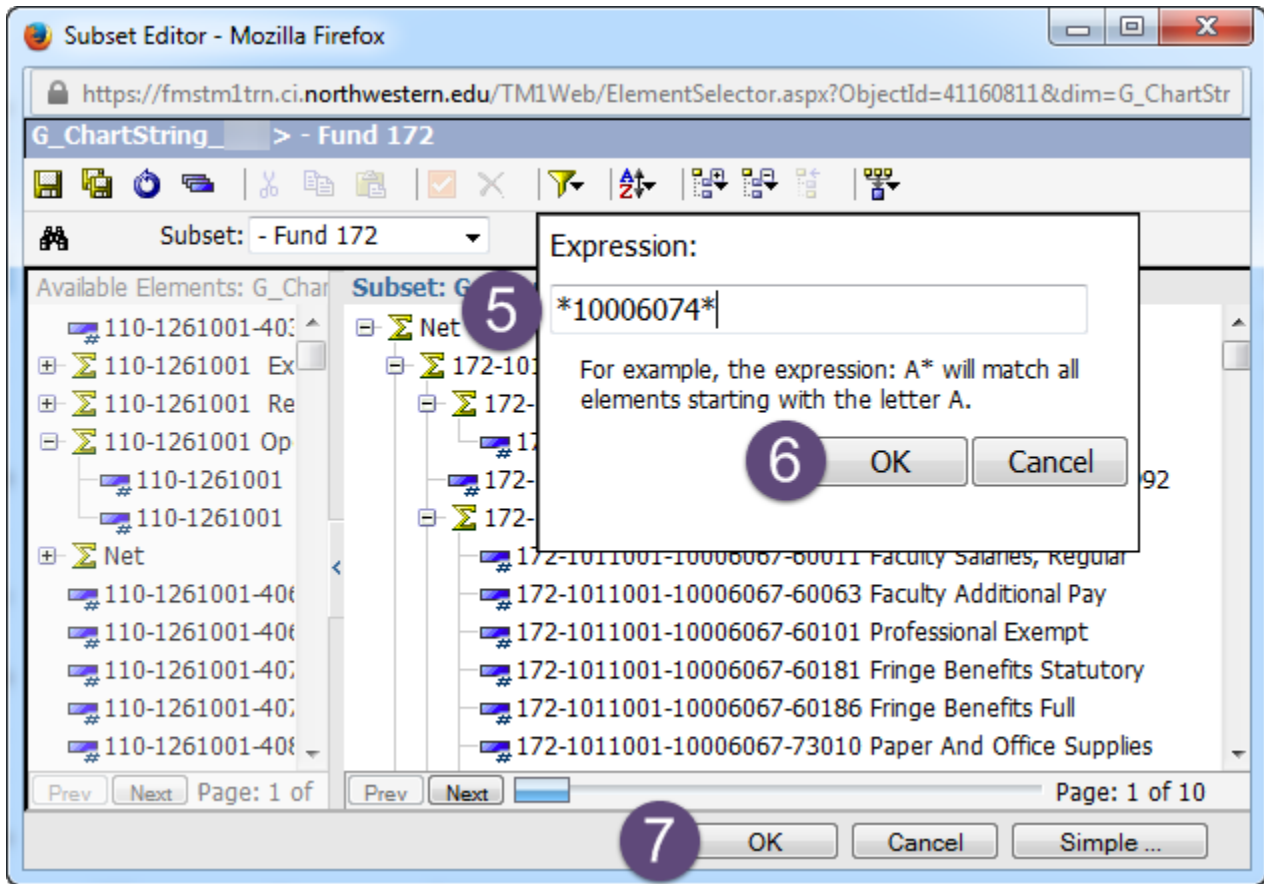 Subset Editor - Mozilla Firefox
https://fmstm1trn.ci.northwestern.edu/TM1Web/ElementSelector.aspx?ObjectId=41160811&dim=G_ChartStr
G_ChartString_ > - Fund 172
Subset: - Fund 172
Available Elements: G_Char
110-1261001-403
110-1261001 Ex
110-1261001 Re
110-1261001 Op
110-1261001
110-1261001
Net
110-1261001-406
110-1261001-406
110-1261001-407
110-1261001-407
110-1261001-408
Prev Next Page: 1 of
Subset: G
Net
172-101
172-
17
172- 092
172-
172-1011001-10006067-60011 Faculty Salaries, Regular
172-1011001-10006067-60063 Faculty Additional Pay
172-1011001-10006067-60101 Professional Exempt
172-1011001-10006067-60181 Fringe Benefits Statutory
172-1011001-10006067-60186 Fringe Benefits Full
172-1011001-10006067-73010 Paper And Office Supplies
Prev Next Page: 1 of 10
Expression:
5 *10006074*
For example, the expression: A* will match all
elements starting with the letter A.
6 OK Cancel
7 OK Cancel Simple ...